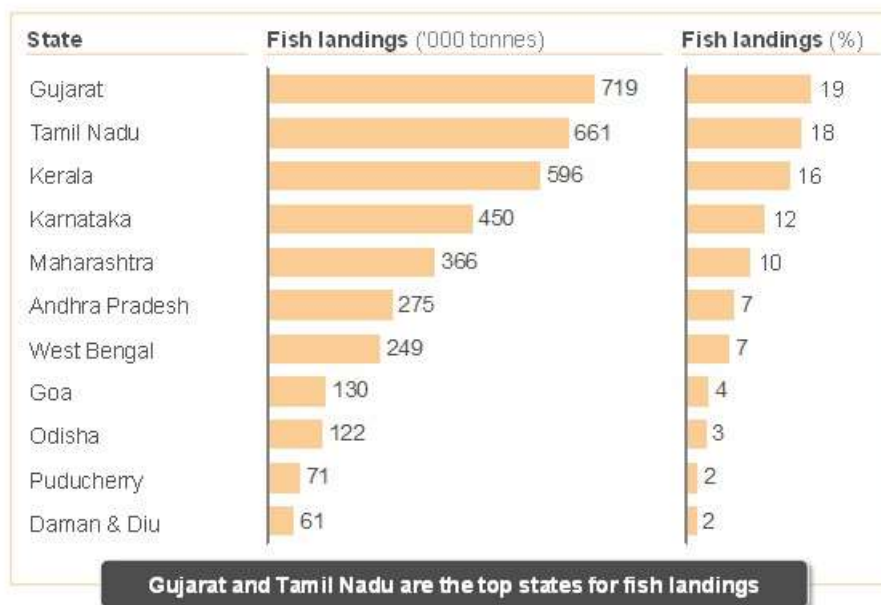 State Fish landings ('000 tonnes) Fish landings (%)
Gujarat 719 19
Tamil Nadu 661 18
Kerala 596 16
Karnataka 450 12
Maharashtra 366 10
Andhra Pradesh 275 7
West Bengal 249 7
Goa 130 4
Odisha 122 3
Puducherry 71 2
Daman & Diu 61 2
Gujarat and Tamil Nadu are the top states for fish landings